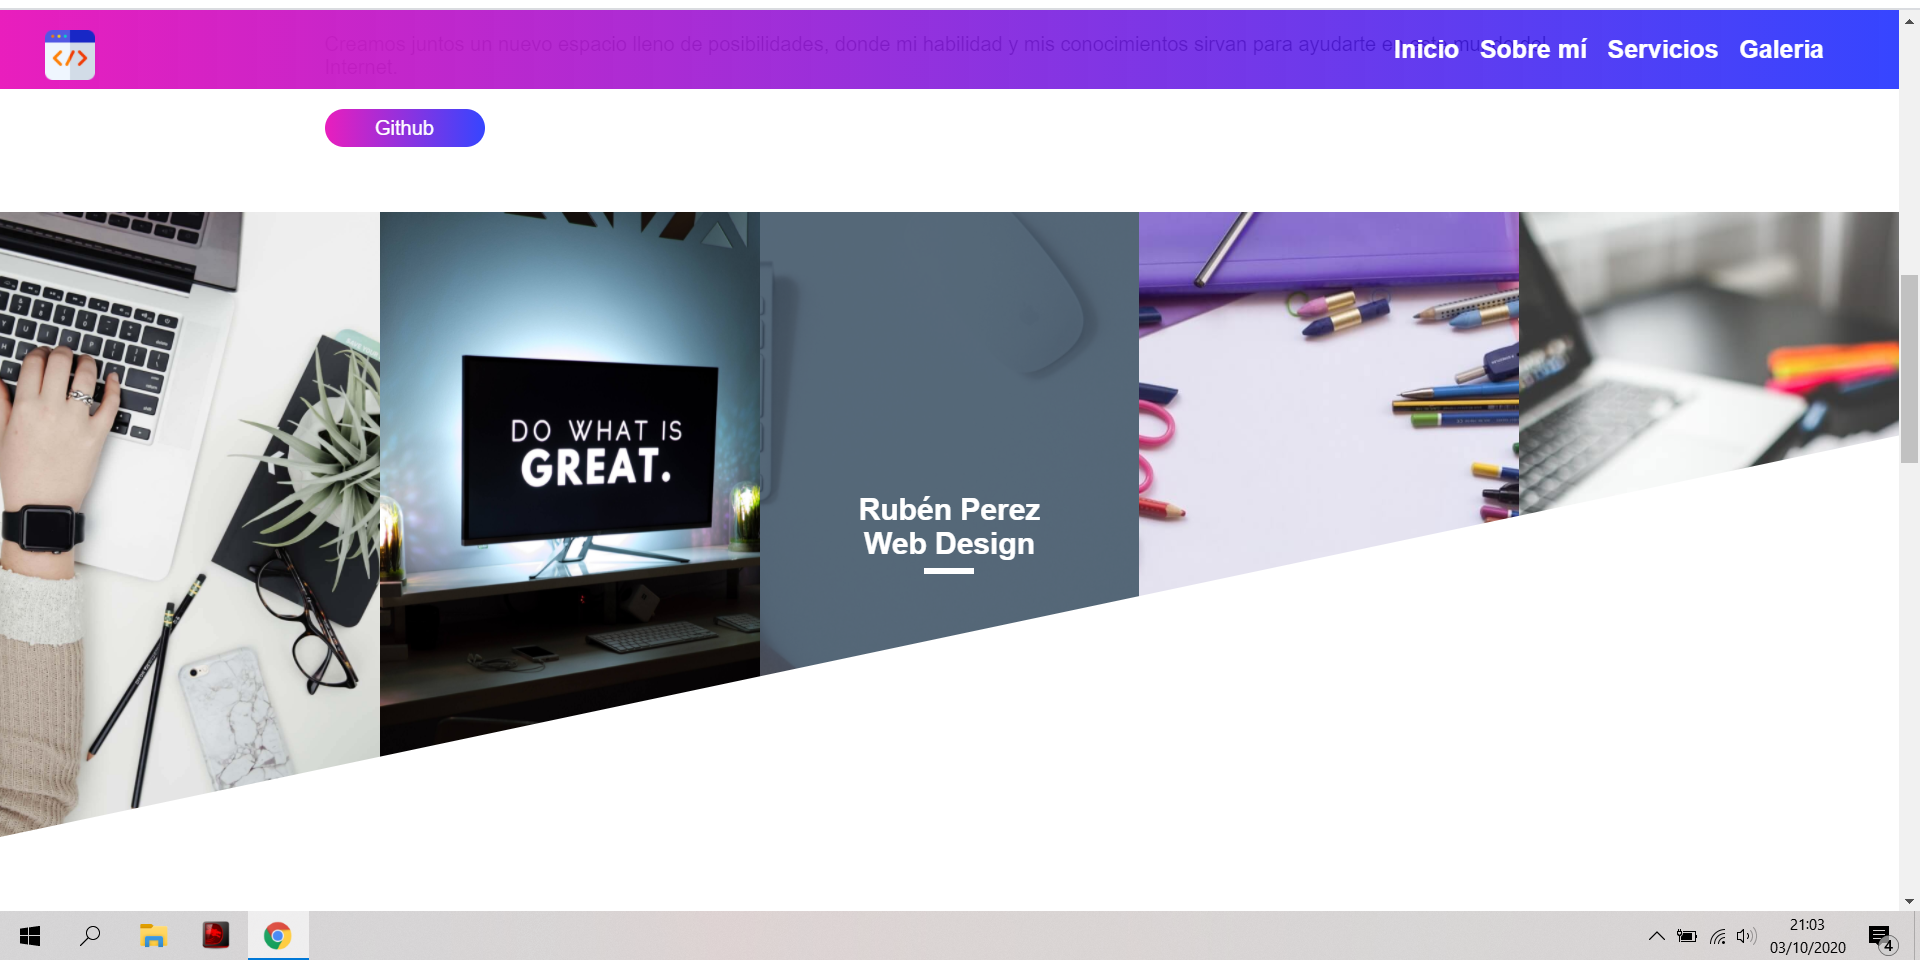 Creamos juntos un nuevo espacio lleno de posibilidades, donde mi habilidad y mis conocimientos sirvan para ayudarte
Internet.
Inicio Sobre mí Servicios Galeria
Github
DO WHAT IS
GREAT.
Rubén Perez
Web Design
21:03
03/10/2020
4